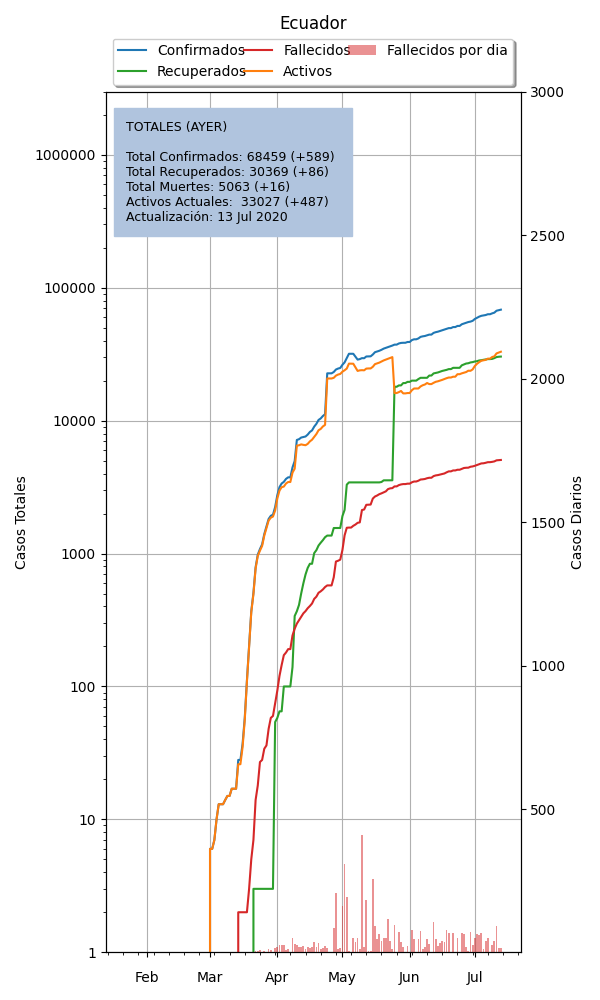 Ecuador
Confirmados Fallecidos Fallecidos por dia
Recuperados Activos
TOTALES (AYER)
Total Confirmados: 68459 (+589)
Total Recuperados: 30369 (+86)
Total Muertes: 5063 (+16)
Activos Actuales: 33027 (+487)
Actualización: 13 Jul 2020
Casos Totales
1000000
100000
10000
1000
100
10
1
3000
2500
2000
1500
1000
500
Casos Diarios
Feb Mar Apr May Jun Jul